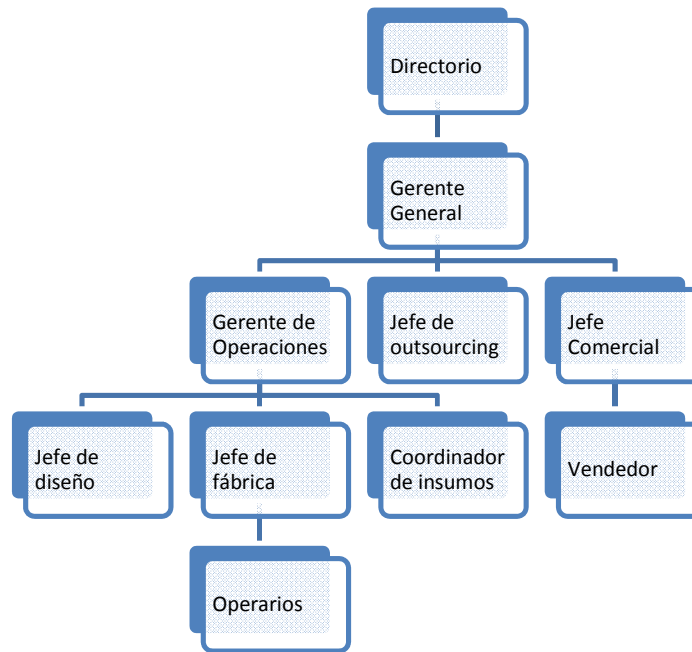 Directorio
Gerente
General
Gerente de
Operaciones
Jefe de
outsourcing
Jefe
Comercial
Jefe de
diseño
Jefe de
fábrica
Coordinador
de insumos
Vendedor
Operarios